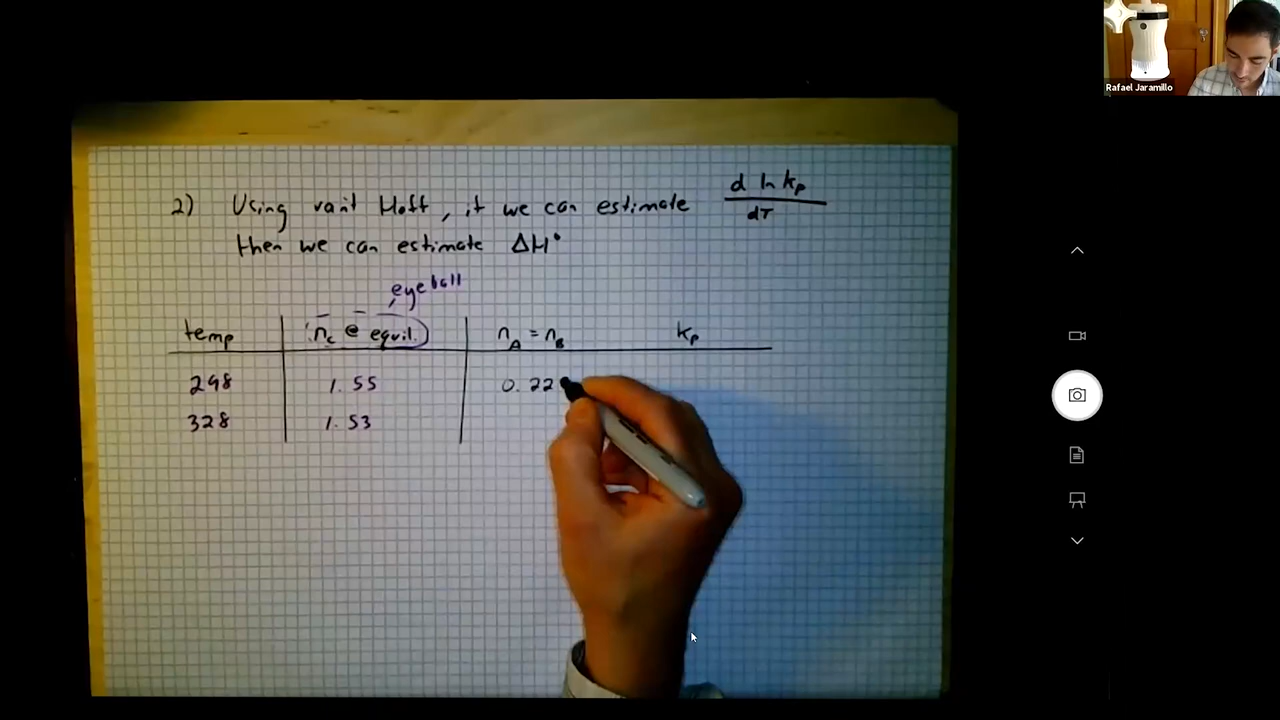 Rafael Jaramillo
d ln Kp
2) Using van't Hoff, if we can estimate
dT
then we can estimate ΔH°
eyeball
temp nc @ equil. nA = nB Kp
298 1.55 0.22
328 1.53